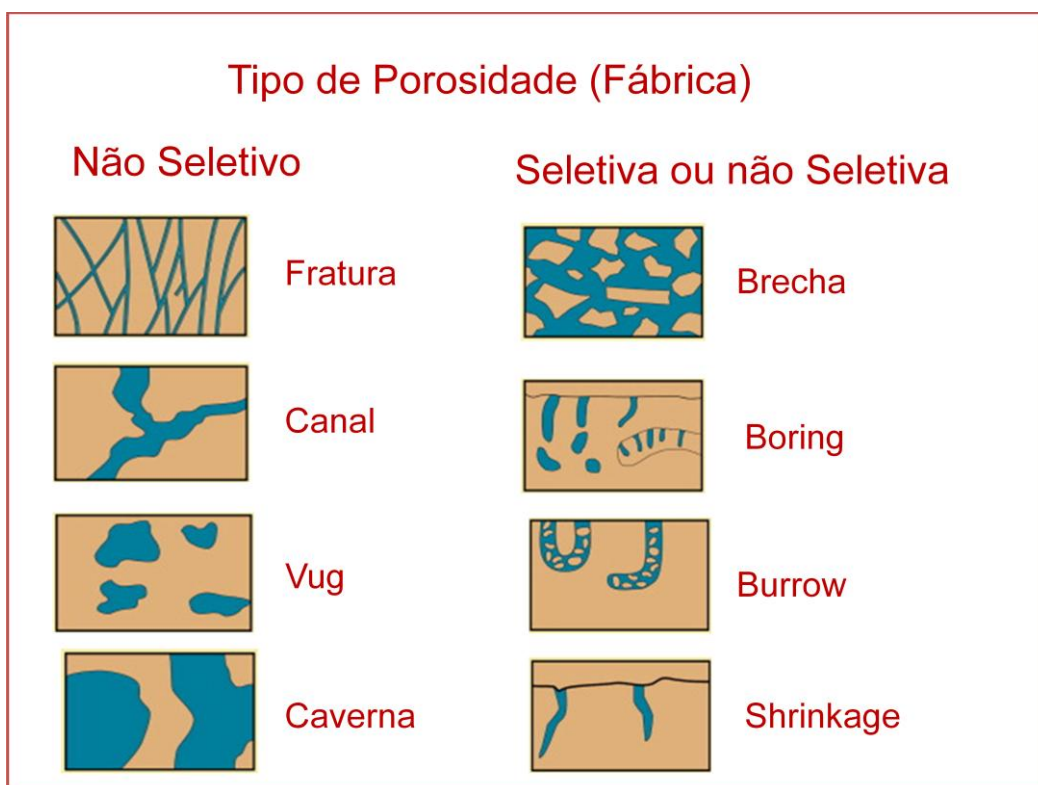 Tipo de Porosidade (Fábrica)
Não Seletivo
Fratura
Canal
Vug
Caverna
Seletiva ou não Seletiva
Brecha
Boring
Burrow
Shrinkage